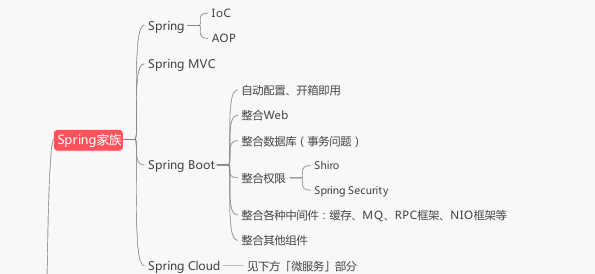 Spring家族
Spring
IoC
AOP
Spring MVC
Spring Boot
自动配置、开箱即用
整合Web
整合数据库（事务问题）
整合权限
Shiro
Spring Security
整合各种中间件：缓存、MQ、RPC框架、NIO框架等
整合其他组件
Spring Cloud
见下方「微服务」部分